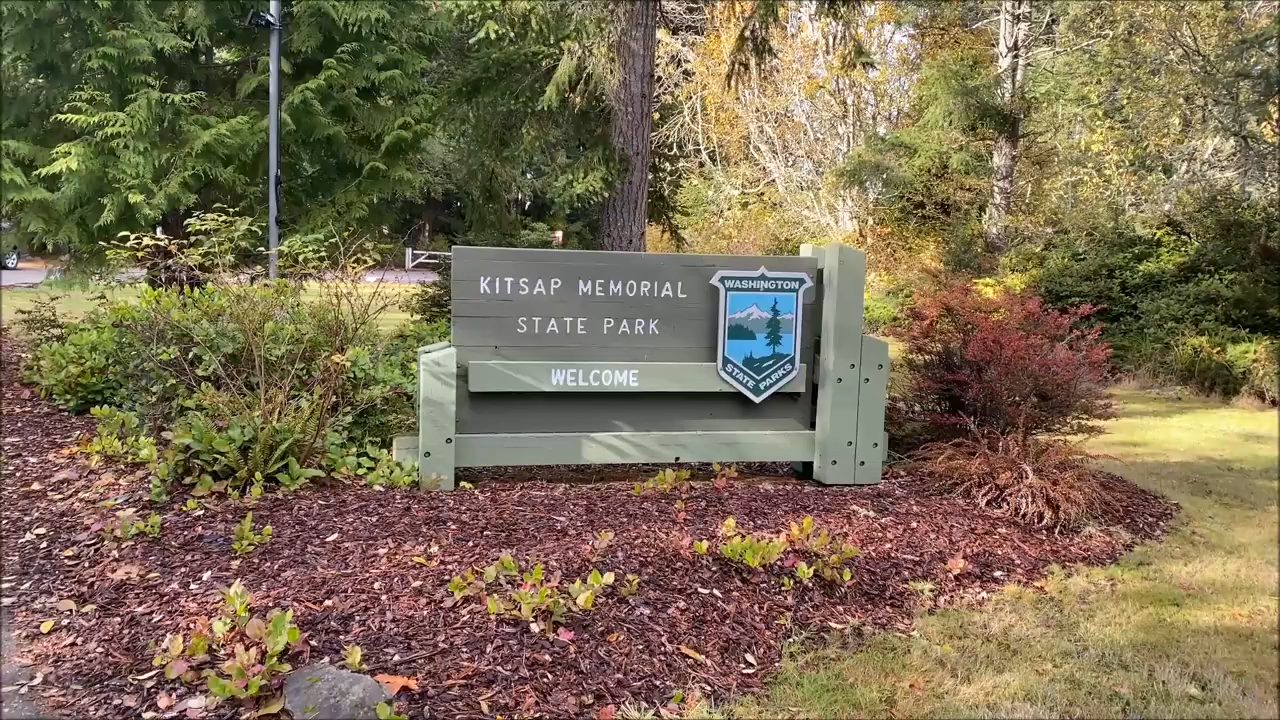 KITSAP MEMORIAL
STATE PARK
WELCOME
WASHINGTON
STATE PARKS